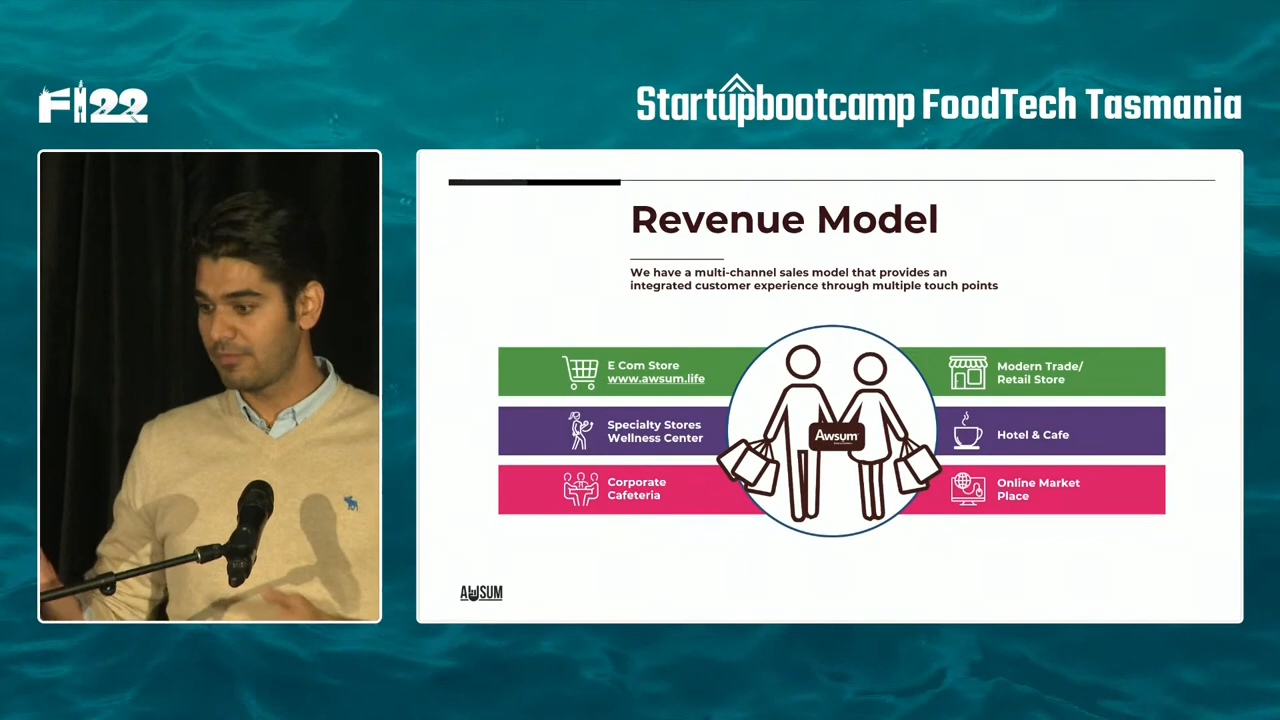 FI22
Startupbootcamp FoodTech Tasmania
Revenue Model
We have a multi-channel sales model that provides an
integrated customer experience through multiple touch points
E Com Store
www.awsum.life
Specialty Stores
Wellness Center
Corporate
Cafeteria
Awsum
Modern Trade/
Retail Store
Hotel & Cafe
Online Market
Place
AWSUM